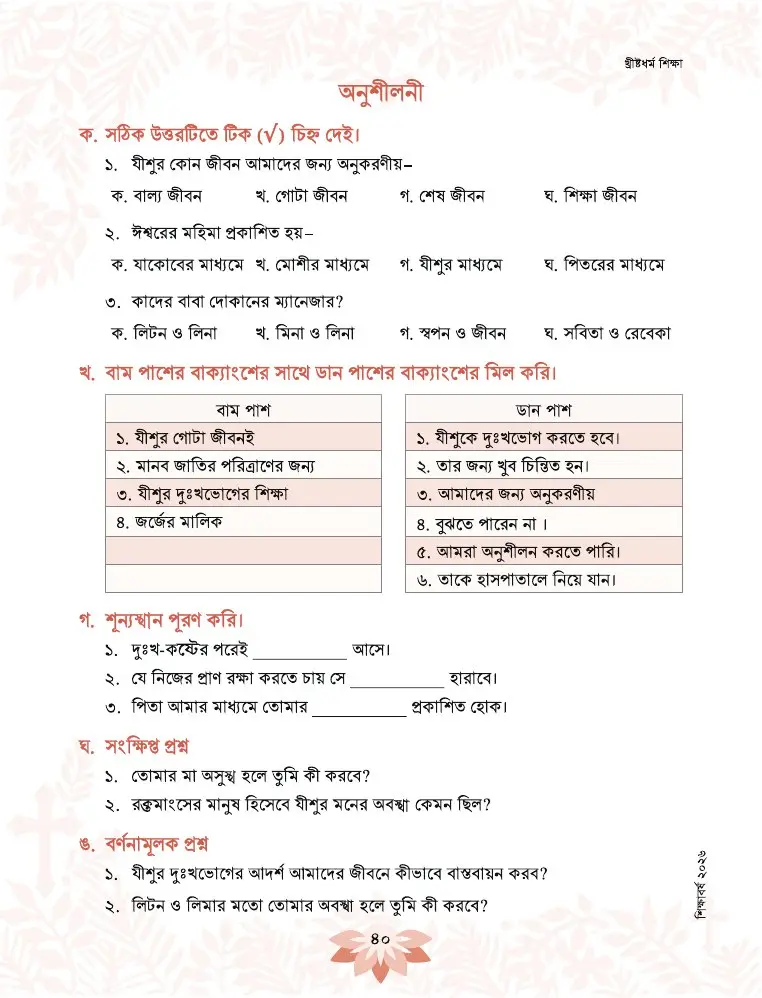 খ্রীষ্টধর্ম শিক্ষা
অনুশীলনী
ক. সঠিক উত্তরটিতে টিক (√) চিহ্ন দেই।
১. যীশুর কোন জীবন আমাদের জন্য অনুকরণীয়–
ক. বাল্য জীবন খ. গোটা জীবন গ. শেষ জীবন ঘ. শিক্ষা জীবন
২. ঈশ্বরের মহিমা প্রকাশিত হয়–
ক. যাকোবের মাধ্যমে খ. মোশীর মাধ্যমে গ. যীশুর মাধ্যমে ঘ. পিতরের মাধ্যমে
৩. কাদের বাবা দোকানের ম্যানেজার?
ক. লিটন ও লিনা খ. মিনা ও লিনা গ. স্বপন ও জীবন ঘ. সবিতা ও রেবেকা
খ. বাম পাশের বাক্যাংশের সাথে ডান পাশের বাক্যাংশের মিল করি।
বাম পাশ
১. যীশুর গোটা জীবনই
২. মানব জাতির পরিত্রাণের জন্য
৩. যীশুর দুঃখভোগের শিক্ষা
৪. জর্জের মালিক
ডান পাশ
১. যীশুকে দুঃখভোগ করতে হবে।
২. তার জন্য খুব চিন্তিত হন।
৩. আমাদের জন্য অনুকরণীয়
৪. বুঝতে পারেন না ।
৫. আমরা অনুশীলন করতে পারি।
৬. তাকে হাসপাতালে নিয়ে যান।
গ. শূন্যস্থান পূরণ করি।
১. দুঃখ-কষ্টের পরেই ___________ আসে।
২. যে নিজের প্রাণ রক্ষা করতে চায় সে ___________ হারাবে।
৩. পিতা আমার মাধ্যমে তোমার ___________ প্রকাশিত হোক।
ঘ. সংক্ষিপ্ত প্রশ্ন
১. তোমার মা অসুস্থ হলে তুমি কী করবে?
২. রক্তমাংসের মানুষ হিসেবে যীশুর মনের অবস্থা কেমন ছিল?
ঙ. বর্ণনামূলক প্রশ্ন
১. যীশুর দুঃখভোগের আদর্শ আমাদের জীবনে কীভাবে বাস্তবায়ন করব?
২. লিটন ও লিমার মতো তোমার অবস্থা হলে তুমি কী করবে?
শিক্ষাবর্ষ ২০২৬
৪০